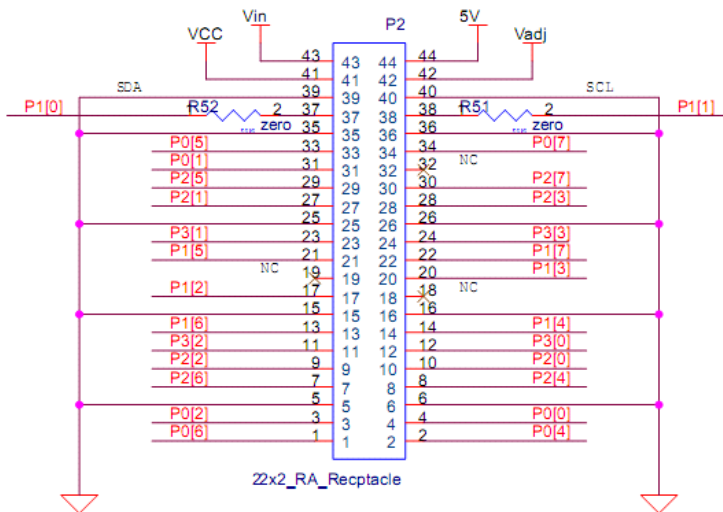 P2
Vin 5V
VCC Vadj
43 43 44 44
41 41 42 42
SDA 39 39 40 40 SCL
P1[0] R52 2 37 37 38 38 R51 2 P1[1]
zero 35 35 36 36 zero
P0[5] 33 33 34 34 P0[7]
P0[1] 31 31 32 32 NC
P2[5] 29 29 30 30 P2[7]
P2[1] 27 27 28 28 P2[3]
25 25 26 26
P3[1] 23 23 24 24 P3[3]
P1[5] 21 21 22 22 P1[7]
NC 19 19 20 20 P1[3]
P1[2] 17 17 18 18 NC
15 15 16 16
P1[6] 13 13 14 14 P1[4]
P3[2] 11 11 12 12 P3[0]
P2[2] 9 9 10 10 P2[0]
P2[6] 7 7 8 8 P2[4]
5 5 6 6
P0[2] 3 3 4 4 P0[0]
P0[6] 1 1 2 2 P0[4]
22x2_RA_Recptacle